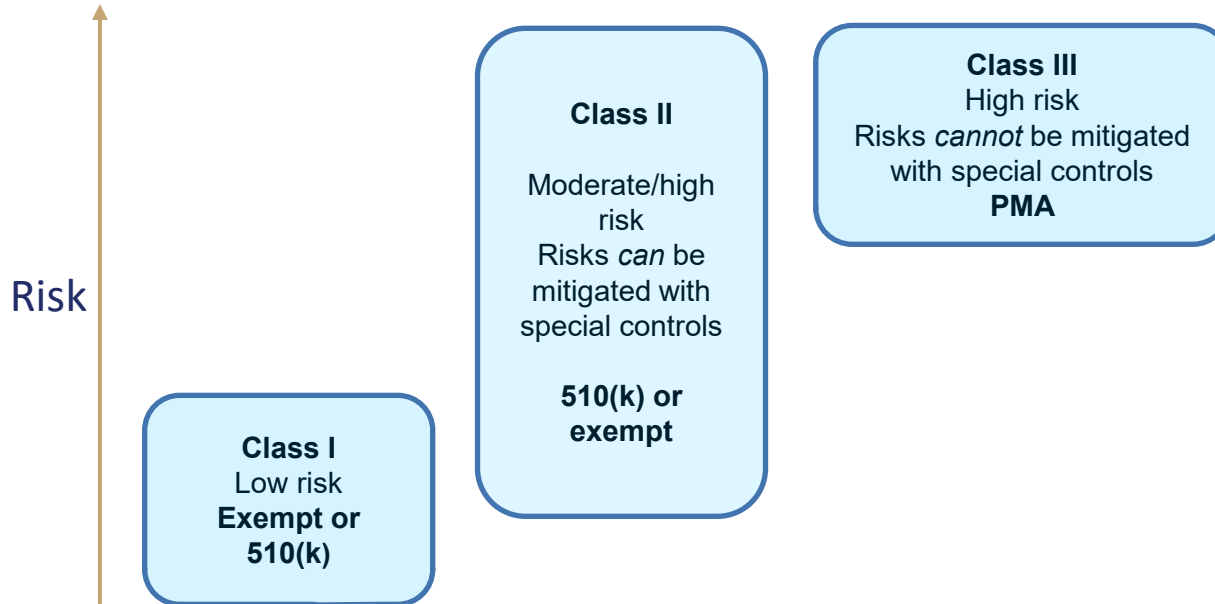 Risk
Class I
Low risk
Exempt or
510(k)
Class II
Moderate/high
risk
Risks can be
mitigated with
special controls
510(k) or
exempt
Class III
High risk
Risks cannot be mitigated
with special controls
PMA